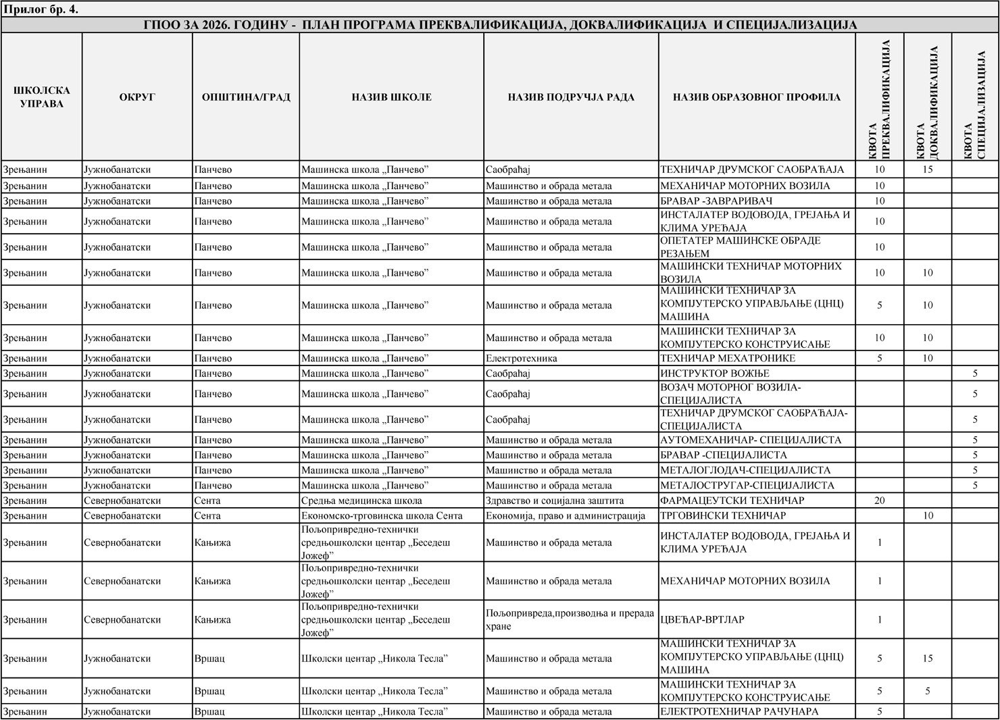 Прилог бр. 4.
ГПОО ЗА 2026. ГОДИНУ - ПЛАН ПРОГРАМА ПРЕКВАЛИФИКАЦИЈА, ДОКВАЛИФИКАЦИЈА И СПЕЦИЈАЛИЗАЦИЈА
ШКОЛСКА УПРАВА ОКРУГ ОПШТИНА/ГРАД НАЗИВ ШКОЛЕ НАЗИВ ПОДРУЧЈА РАДА НАЗИВ ОБРАЗОВНОГ ПРОФИЛА КВОТА ПРЕКВАЛИФИКАЦИЈА КВОТА ДОКВАЛИФИКАЦИЈА КВОТА СПЕЦИЈАЛИЗАЦИЈА
Зрењанин Јужнобанатски Панчево Машинска школа „Панчево” Саобраћај ТЕХНИЧАР ДРУМСКОГ САОБРАЋАЈА 10 15
Зрењанин Јужнобанатски Панчево Машинска школа „Панчево” Машинство и обрада метала МЕХАНИЧАР МОТОРНИХ ВОЗИЛА 10
Зрењанин Јужнобанатски Панчево Машинска школа „Панчево” Машинство и обрада метала БРАВАР -ЗАВРАРИВАЧ 10
Зрењанин Јужнобанатски Панчево Машинска школа „Панчево” Машинство и обрада метала ИНСТАЛАТЕР ВОДОВОДА, ГРЕЈАЊА И КЛИМА УРЕЂАЈА 10
Зрењанин Јужнобанатски Панчево Машинска школа „Панчево” Машинство и обрада метала ОПЕТАТЕР МАШИНСКЕ ОБРАДЕ РЕЗАЊЕМ 10
Зрењанин Јужнобанатски Панчево Машинска школа „Панчево” Машинство и обрада метала МАШИНСКИ ТЕХНИЧАР МОТОРНИХ ВОЗИЛА 10 10
Зрењанин Јужнобанатски Панчево Машинска школа „Панчево” Машинство и обрада метала МАШИНСКИ ТЕХНИЧАР ЗА КОМПЈУТЕРСКО УПРАВЉАЊЕ (ЦНЦ) МАШИНА 5 10
Зрењанин Јужнобанатски Панчево Машинска школа „Панчево” Машинство и обрада метала МАШИНСКИ ТЕХНИЧАР ЗА КОМПЈУТЕРСКО КОНСТРУИСАЊЕ 10 10
Зрењанин Јужнобанатски Панчево Машинска школа „Панчево” Електротехника ТЕХНИЧАР МЕХАТРОНИКЕ 5 10
Зрењанин Јужнобанатски Панчево Машинска школа „Панчево” Саобраћај ИНСТРУКТОР ВОЖЊЕ 5
Зрењанин Јужнобанатски Панчево Машинска школа „Панчево” Саобраћај ВОЗАЧ МОТОРНОГ ВОЗИЛА-СПЕЦИЈАЛИСТА 5
Зрењанин Јужнобанатски Панчево Машинска школа „Панчево” Саобраћај ТЕХНИЧАР ДРУМСКОГ САОБРАЋАЈА-СПЕЦИЈАЛИСТА 5
Зрењанин Јужнобанатски Панчево Машинска школа „Панчево” Машинство и обрада метала АУТОМЕХАНИЧАР- СПЕЦИЈАЛИСТА 5
Зрењанин Јужнобанатски Панчево Машинска школа „Панчево” Машинство и обрада метала БРАВАР -СПЕЦИЈАЛИСТА 5
Зрењанин Јужнобанатски Панчево Машинска школа „Панчево” Машинство и обрада метала МЕТАЛОГЛОДАЧ-СПЕЦИЈАЛИСТА 5
Зрењанин Јужнобанатски Панчево Машинска школа „Панчево” Машинство и обрада метала МЕТАЛОСТРУГАР-СПЕЦИЈАЛИСТА 5
Зрењанин Севернобанатски Сента Средња медицинска школа Здравство и социјална заштита ФАРМАЦЕУТСКИ ТЕХНИЧАР 20
Зрењанин Севернобанатски Сента Економско-трговинска школа Сента Економија, право и администрација ТРГОВИНСКИ ТЕХНИЧАР 10
Зрењанин Севернобанатски Кањижа Пољопривредно-технички средњошколски центар „Беседеш Јожеф” Машинство и обрада метала ИНСТАЛАТЕР ВОДОВОДА, ГРЕЈАЊА И КЛИМА УРЕЂАЈА 1
Зрењанин Севернобанатски Кањижа Пољопривредно-технички средњошколски центар „Беседеш Јожеф” Машинство и обрада метала МЕХАНИЧАР МОТОРНИХ ВОЗИЛА 1
Зрењанин Севернобанатски Кањижа Пољопривредно-технички средњошколски центар „Беседеш Јожеф” Пољопривреда,производња и прерада хране ЦВЕЋАР-ВРТЛАР 1
Зрењанин Јужнобанатски Вршац Школски центар „Никола Тесла” Машинство и обрада метала МАШИНСКИ ТЕХНИЧАР ЗА КОМПЈУТЕРСКО УПРАВЉАЊЕ (ЦНЦ) МАШИНА 5 15
Зрењанин Јужнобанатски Вршац Школски центар „Никола Тесла” Машинство и обрада метала МАШИНСКИ ТЕХНИЧАР ЗА КОМПЈУТЕРСКО КОНСТРУИСАЊЕ 5 5
Зрењанин Јужнобанатски Вршац Школски центар „Никола Тесла” Машинство и обрада метала ЕЛЕКТРОТЕХНИЧАР РАЧУНАРА 5